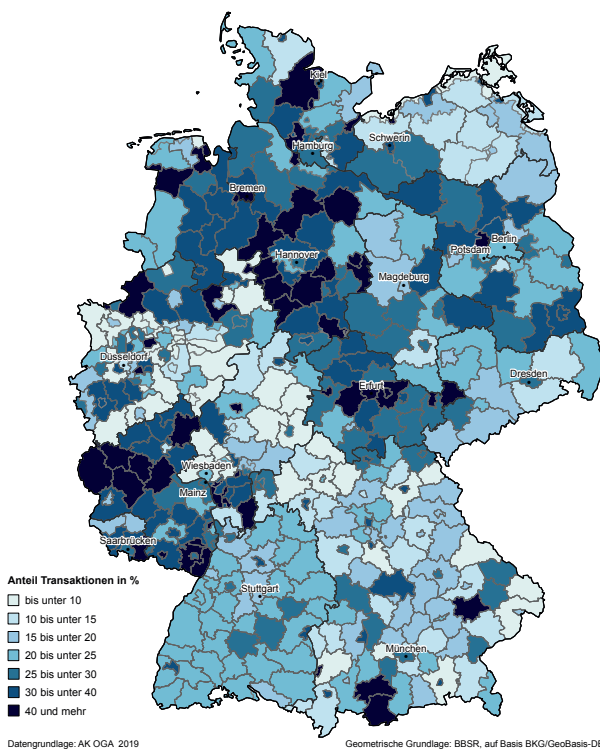 Kiel
Schwerin
Hamburg
Bremen
Berlin
Potsdam
Hannover
Magdeburg
Düsseldorf
Dresden
Erfurt
Wiesbaden
Mainz
Saarbrücken
Stuttgart
München
Anteil Transaktionen in %
bis unter 10
10 bis unter 15
15 bis unter 20
20 bis unter 25
25 bis unter 30
30 bis unter 40
40 und mehr
Datengrundlage: AK OGA 2019
Geometrische Grundlage: BBSR, auf Basis BKG/GeoBasis-DE